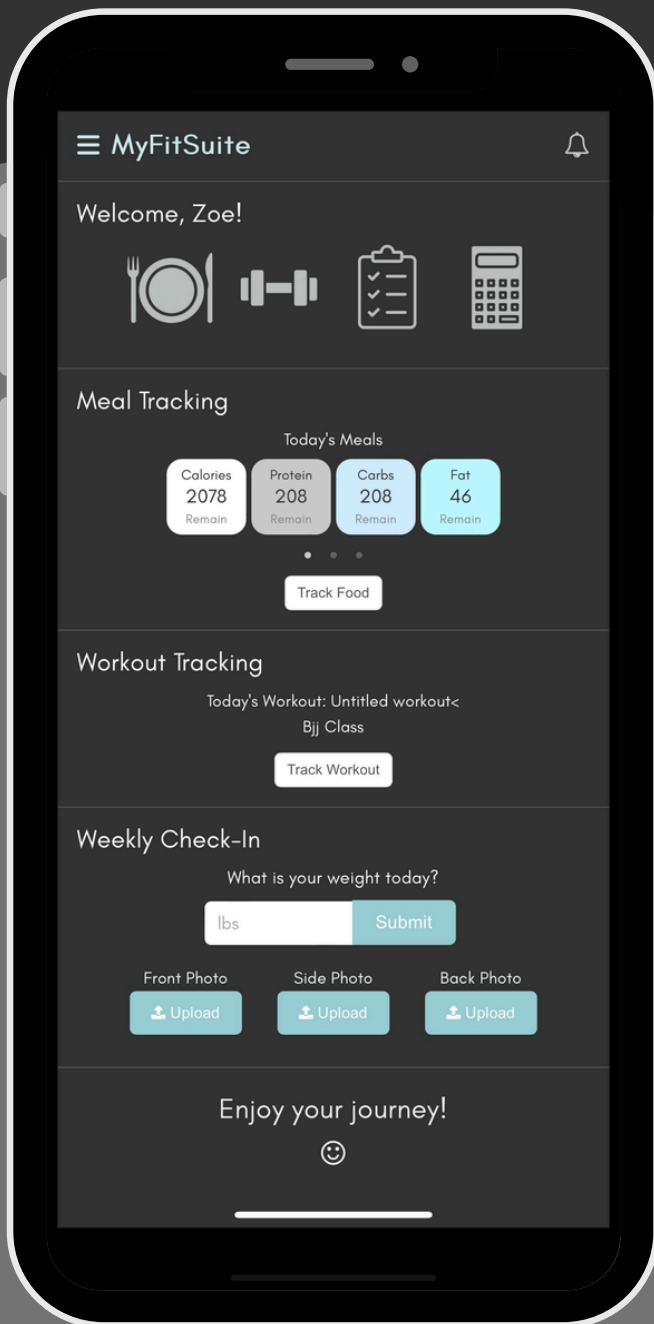 MyFitSuite
Welcome, Zoe!
Meal Tracking
Today's Meals
Calories Protein Carbs Fat
2078 208 208 46
Remain Remain Remain Remain
Track Food
Workout Tracking
Today's Workout: Untitled workout<
Bjj Class
Track Workout
Weekly Check-In
What is your weight today?
lbs Submit
Front Photo Side Photo Back Photo
Upload Upload Upload
Enjoy your journey!